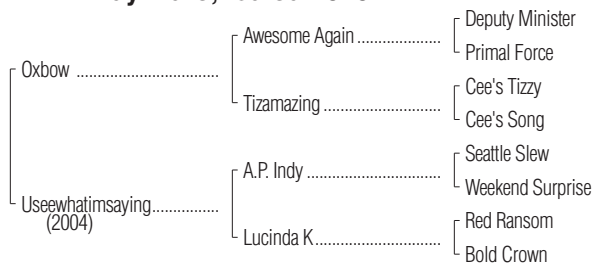 Deputy Minister
Awesome Again
Primal Force
Oxbow
Cee's Tizzy
Tizamazing
Cee's Song
Seattle Slew
A.P. Indy
Weekend Surprise
Useewhatimsaying
(2004)
Red Ransom
Lucinda K
Bold Crown